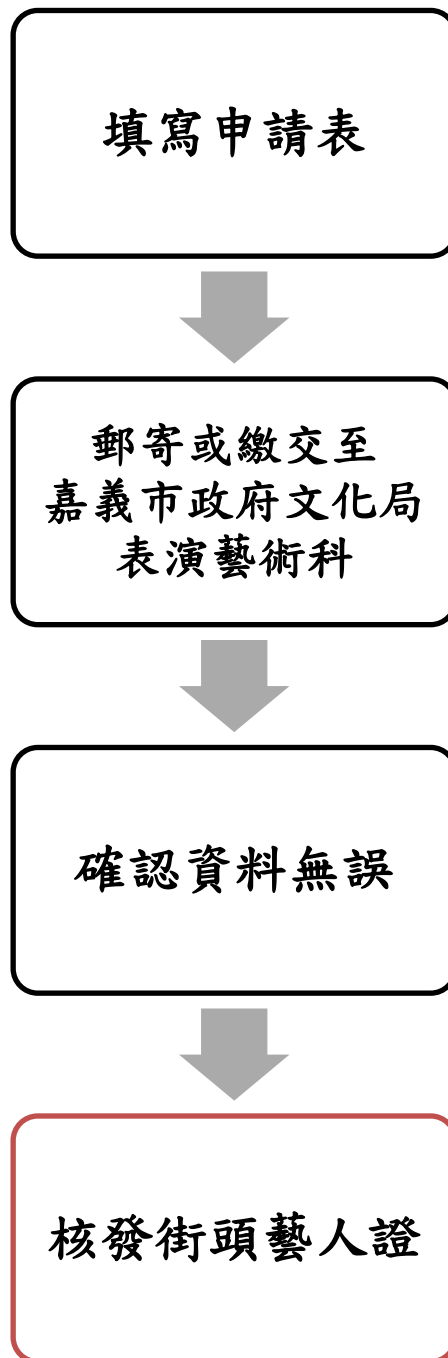 填寫申請表
郵寄或繳交至
嘉義市政府文化局
表演藝術科
確認資料無誤
核發街頭藝人證